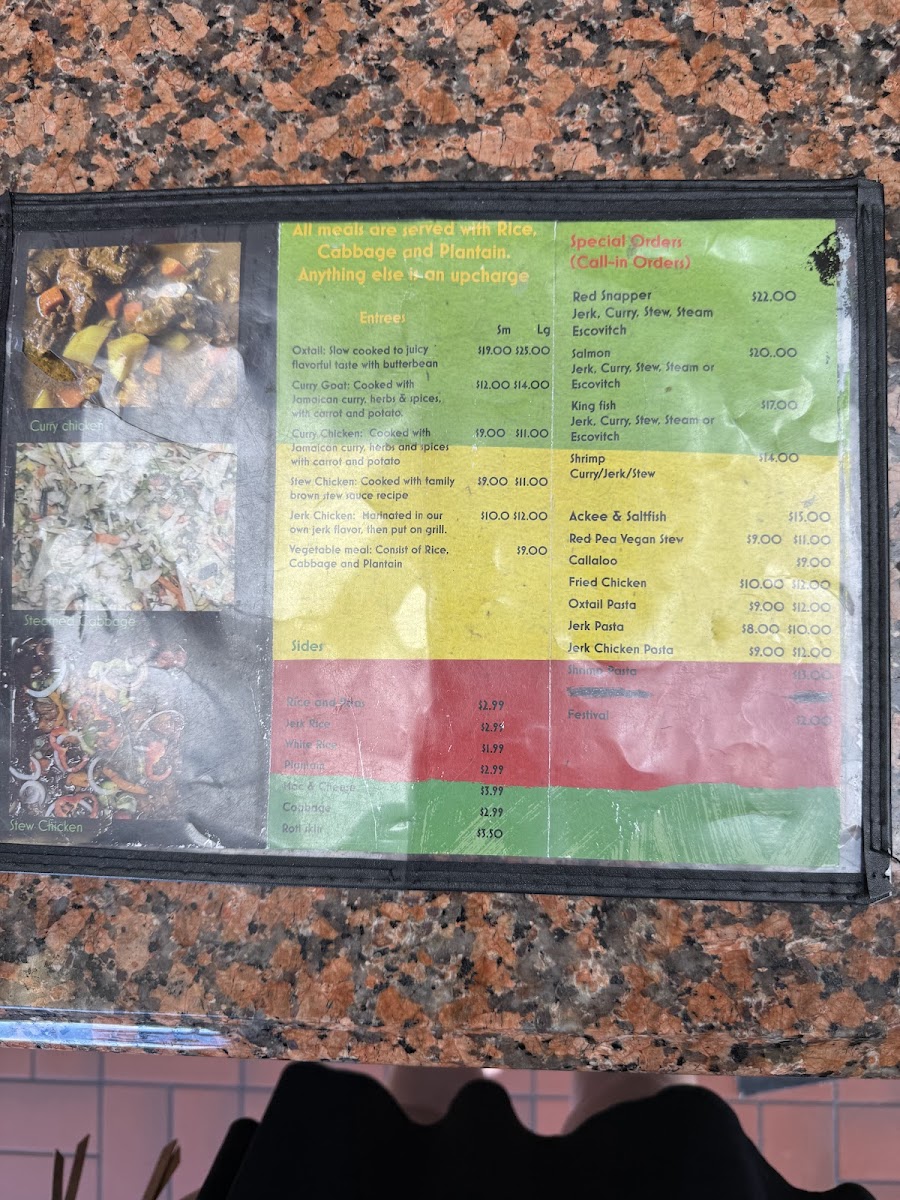 Curry chicken
Steamed Cabbage
Stew Chicken
All meals are served with Rice,
Cabbage and Plantain.
Anything else is an upcharge
Entrees
Sm Lg
Oxtail: Slow cooked to juicy $19.00 $25.00
flavorful taste with butterbean
Curry Goat: Cooked with $12.00 $14.00
Jamaican curry, herbs & spices,
with carrot and potato.
Curry Chicken: Cooked with $9.00 $11.00
Jamaican curry, herbs and spices
with carrot and potato
Stew Chicken: Cooked with family $9.00 $11.00
brown stew sauce recipe
Jerk Chicken: Marinated in our $10.0 $12.00
own jerk flavor, then put on grill.
Vegetable meal: Consist of Rice, $9.00
Cabbage and Plantain
Sides
Rice and Peas $2.99
Jerk Rice $2.99
White Rice $1.99
Plantain $2.99
Mac & Cheese $3.99
Cabbage $2.99
Roti skin $3.50
Special Orders
(Call-in Orders)
Red Snapper $22.00
Jerk, Curry, Stew, Steam
Escovitch
Salmon $20..00
Jerk, Curry, Stew, Steam or
Escovitch
King fish $17.00
Jerk, Curry, Stew, Steam or
Escovitch
Shrimp $14.00
Curry/Jerk/Stew
Ackee & Saltfish $15.00
Red Pea Vegan Stew $9.00 $11.00
Callaloo $9.00
Fried Chicken $10.00 $12.00
Oxtail Pasta $9.00 $12.00
Jerk Pasta $8.00 $10.00
Jerk Chicken Pasta $9.00 $12.00
Shrimp Pasta $13.00
Festival $2.00